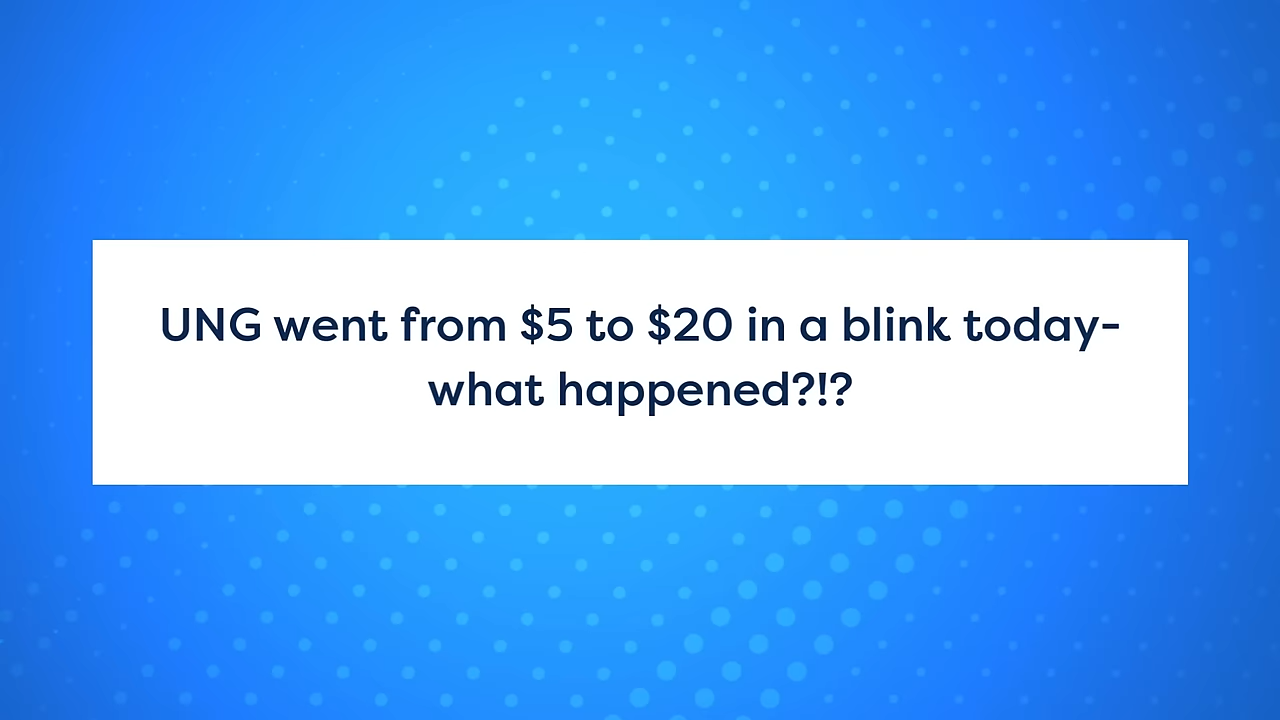 UNG went from $5 to $20 in a blink today-
what happened?!?